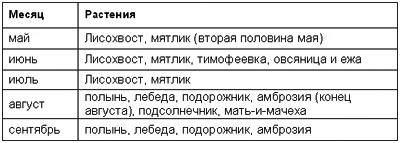 Месяц Растения
май Лисохвост, мятлик (вторая половина мая)
июнь Лисохвост, мятлик, тимофеевка, овсяница и ежа
июль Лисохвост, мятлик
август полынь, лебеда, подорожник, амброзия (конец
августа), подсолнечник, мать-и-мачеха
сентябрь полынь, лебеда, подорожник, амброзия